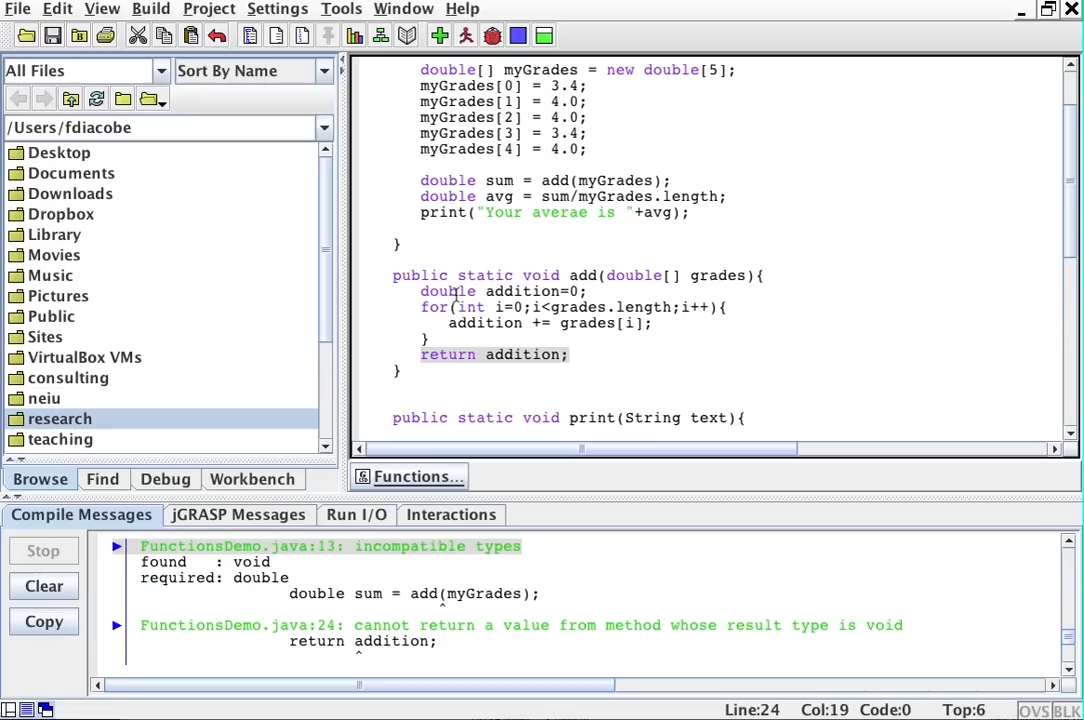 File Edit View Build Project Settings Tools Window Help
All Files Sort By Name
/Users/fdiacobe
Desktop
Documents
Downloads
Dropbox
Library
Movies
Music
Pictures
Public
Sites
VirtualBox VMs
consulting
neiu
research
teaching
Browse Find Debug Workbench
double[] myGrades = new double[5];
myGrades[0] = 3.4;
myGrades[1] = 4.0;
myGrades[2] = 4.0;
myGrades[3] = 3.4;
myGrades[4] = 4.0;
double sum = add(myGrades);
double avg = sum/myGrades.length;
print("Your averae is "+avg);
}
public static void add(double[] grades){
double addition=0;
for(int i=0;i<grades.length;i++){
addition += grades[i];
}
return addition;
}
public static void print(String text){
Functions...
Compile Messages jGRASP Messages Run I/O Interactions
Stop
Clear
Copy
FunctionsDemo.java:13: incompatible types
found : void
required: double
double sum = add(myGrades);
^
FunctionsDemo.java:24: cannot return a value from method whose result type is void
return addition;
^
Line:24 Col:19 Code:0 Top:6 OVS BLK